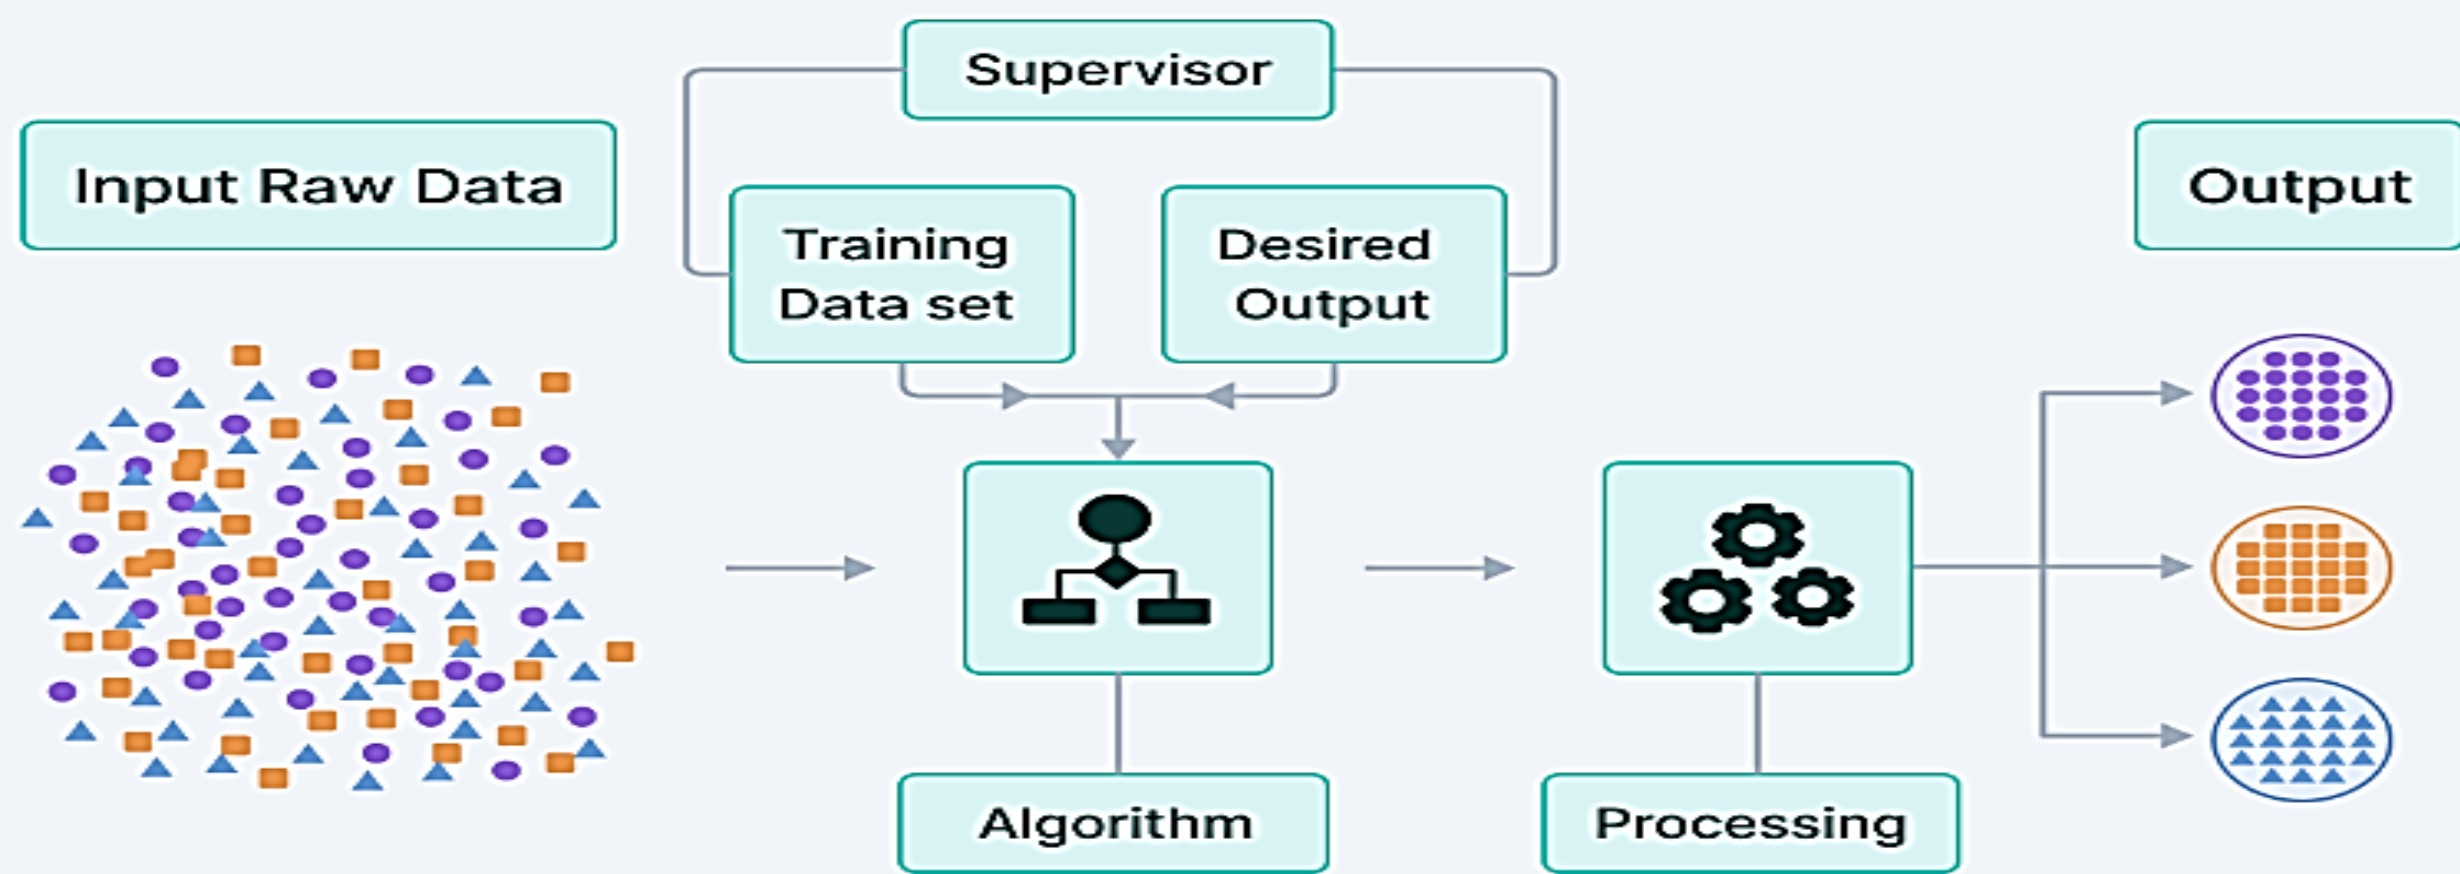 Supervisor
Input Raw Data
Training
Data set
Desired
Output
Output
Algorithm
Processing